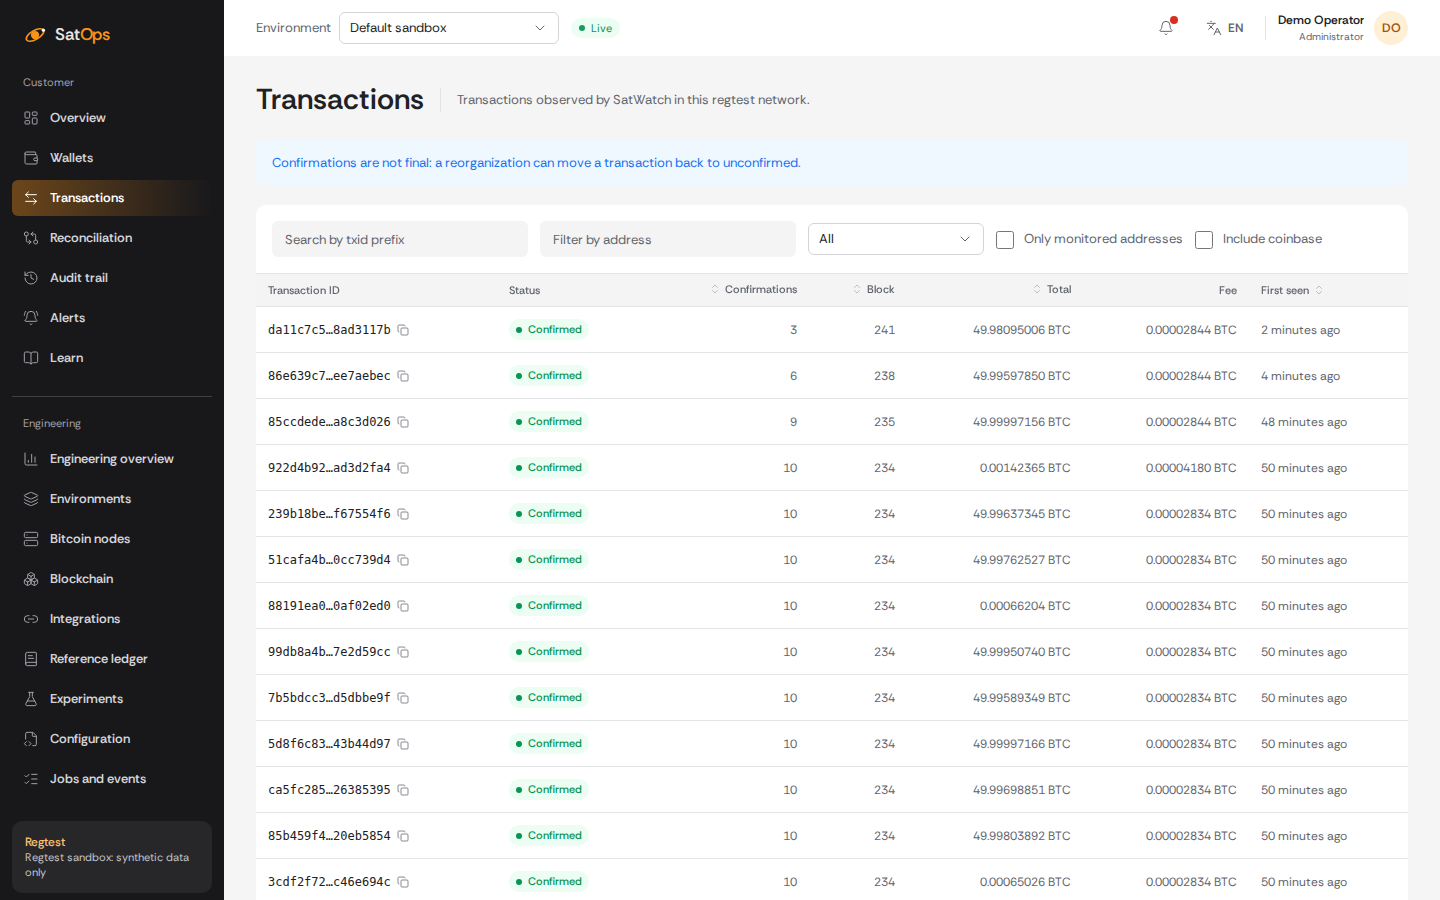 SatOps
Environment
Default sandbox
Live
EN
Demo Operator
Administrator
DO
Customer
Overview
Wallets
Transactions
Reconciliation
Audit trail
Alerts
Learn
Engineering
Engineering overview
Environments
Bitcoin nodes
Blockchain
Integrations
Reference ledger
Experiments
Configuration
Jobs and events
Regtest
Regtest sandbox: synthetic data
only
Transactions
Transactions observed by SatWatch in this regtest network.
Confirmations are not final: a reorganization can move a transaction back to unconfirmed.
Search by txid prefix
Filter by address
All
Only monitored addresses
Include coinbase
Transaction ID Status Confirmations Block Total Fee First seen
da11c7c5…8ad3117b Confirmed 3 241 49.98095006 BTC 0.00002844 BTC 2 minutes ago
86e639c7…ee7aebec Confirmed 6 238 49.99597850 BTC 0.00002844 BTC 4 minutes ago
85ccdede…a8c3d026 Confirmed 9 235 49.99997156 BTC 0.00002844 BTC 48 minutes ago
922d4b92…ad3d2fa4 Confirmed 10 234 0.00142365 BTC 0.00004180 BTC 50 minutes ago
239b18be…f67554f6 Confirmed 10 234 49.99637345 BTC 0.00002834 BTC 50 minutes ago
51cafa4b…0cc739d4 Confirmed 10 234 49.99762527 BTC 0.00002834 BTC 50 minutes ago
88191ea0…0af02ed0 Confirmed 10 234 0.00066204 BTC 0.00002834 BTC 50 minutes ago
99db8a4b…7e2d59cc Confirmed 10 234 49.99950740 BTC 0.00002834 BTC 50 minutes ago
7b5bdcc3…d5dbbe9f Confirmed 10 234 49.99589349 BTC 0.00002834 BTC 50 minutes ago
5d8f6c83…43b44d97 Confirmed 10 234 49.99997166 BTC 0.00002834 BTC 50 minutes ago
ca5fc285…26385395 Confirmed 10 234 49.99698851 BTC 0.00002834 BTC 50 minutes ago
85b459f4…20eb5854 Confirmed 10 234 49.99803892 BTC 0.00002834 BTC 50 minutes ago
3cdf2f72…c46e694c Confirmed 10 234 0.00065026 BTC 0.00002834 BTC 50 minutes ago